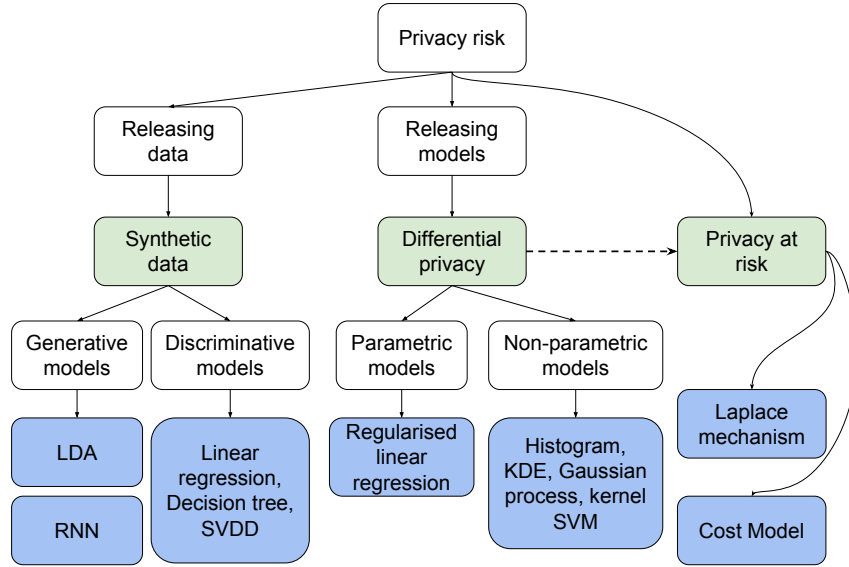 Privacy risk
Releasing
data
Releasing
models
Synthetic
data
Differential
privacy
Privacy at
risk
Generative
models
Discriminative
models
Parametric
models
Non-parametric
models
LDA
RNN
Linear
regression,
Decision tree,
SVDD
Regularised
linear
regression
Histogram,
KDE, Gaussian
process, kernel
SVM
Laplace
mechanism
Cost Model